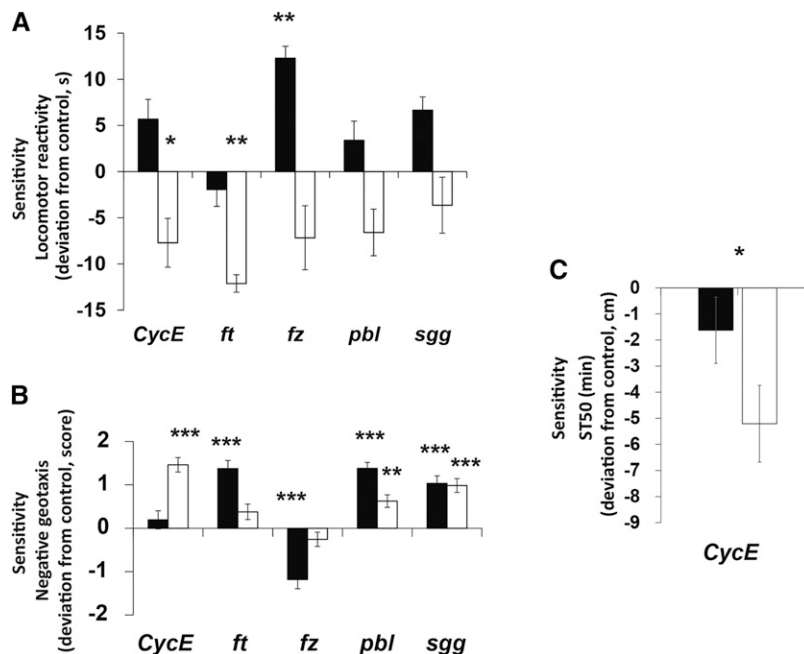 A
Sensitivity
Locomotor reactivity
(deviation from control, s)
15
10
5
0
-5
-10
-15
*
**
**
CycE ft fz pbl sgg
B
Sensitivity
Negative geotaxis
(deviation from control, score)
2
1
0
-1
-2
***
***
***
***
**
***
***
CycE ft fz pbl sgg
C
Sensitivity
ST50 (min)
(deviation from control, cm)
*
0
-1
-2
-3
-4
-5
-6
-7
-8
-9
CycE